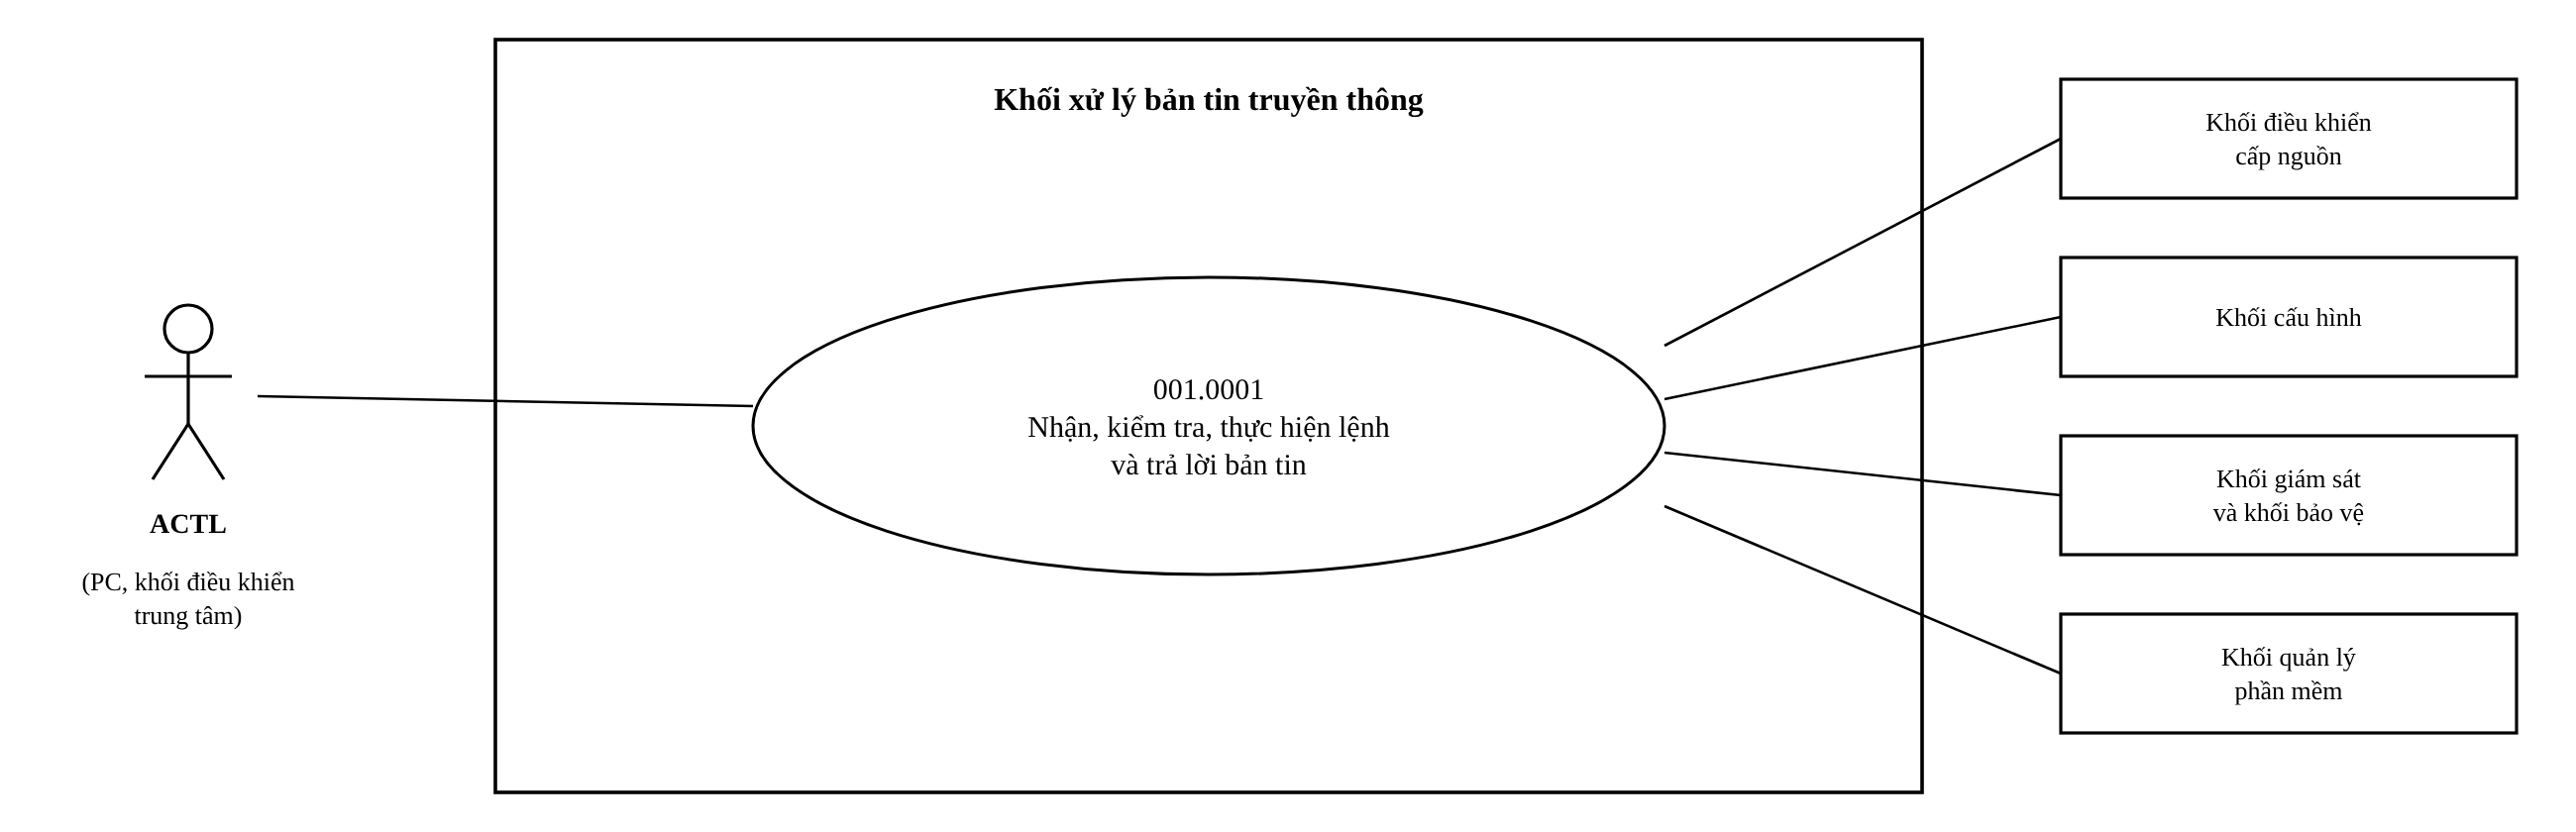 Khối xử lý bản tin truyền thông
001.0001
Nhận, kiểm tra, thực hiện lệnh
và trả lời bản tin
ACTL
(PC, khối điều khiển
trung tâm)
Khối điều khiển
cấp nguồn
Khối cấu hình
Khối giám sát
và khối bảo vệ
Khối quản lý
phần mềm